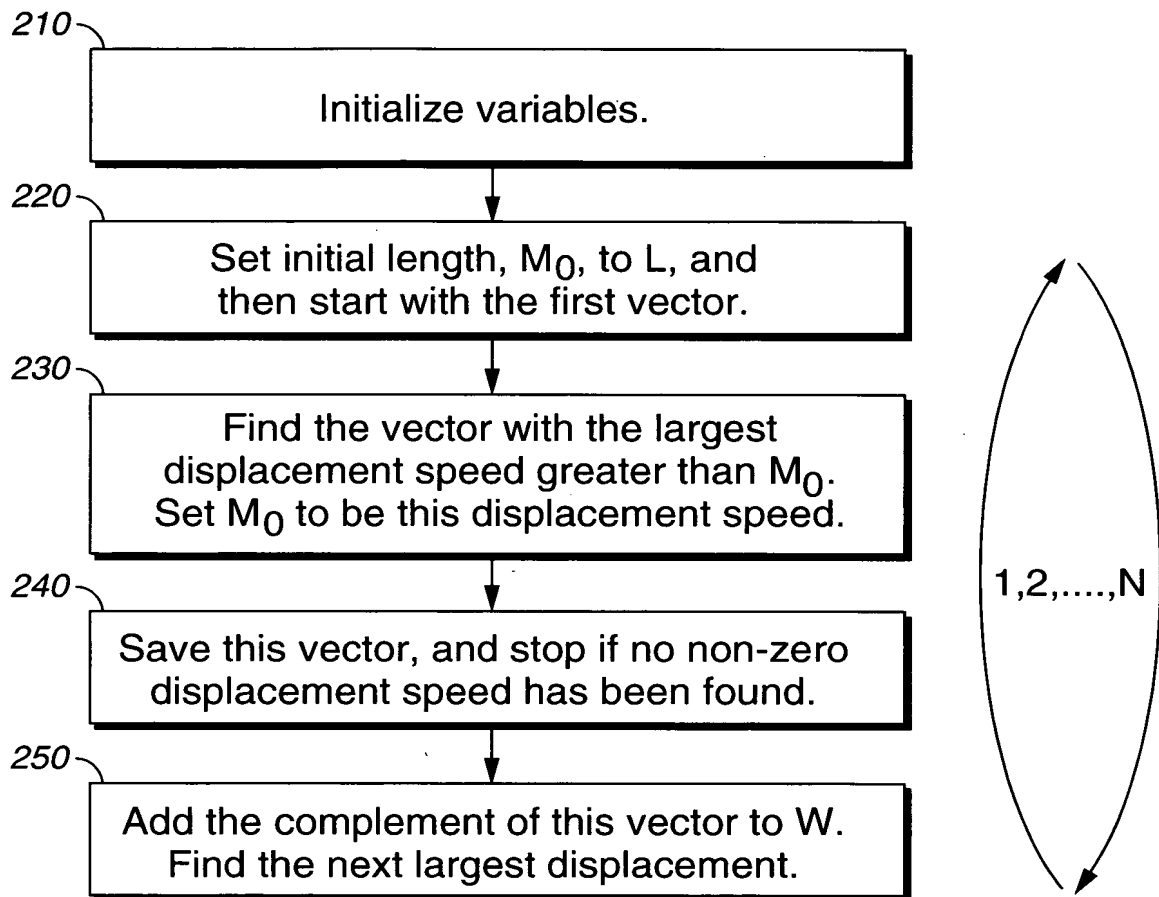 210
Initialize variables.
220
Set initial length, M0, to L, and
then start with the first vector.
230
Find the vector with the largest
displacement speed greater than M0.
Set M0 to be this displacement speed.
240
Save this vector, and stop if no non-zero
displacement speed has been found.
250
Add the complement of this vector to W.
Find the next largest displacement.
1,2,....,N